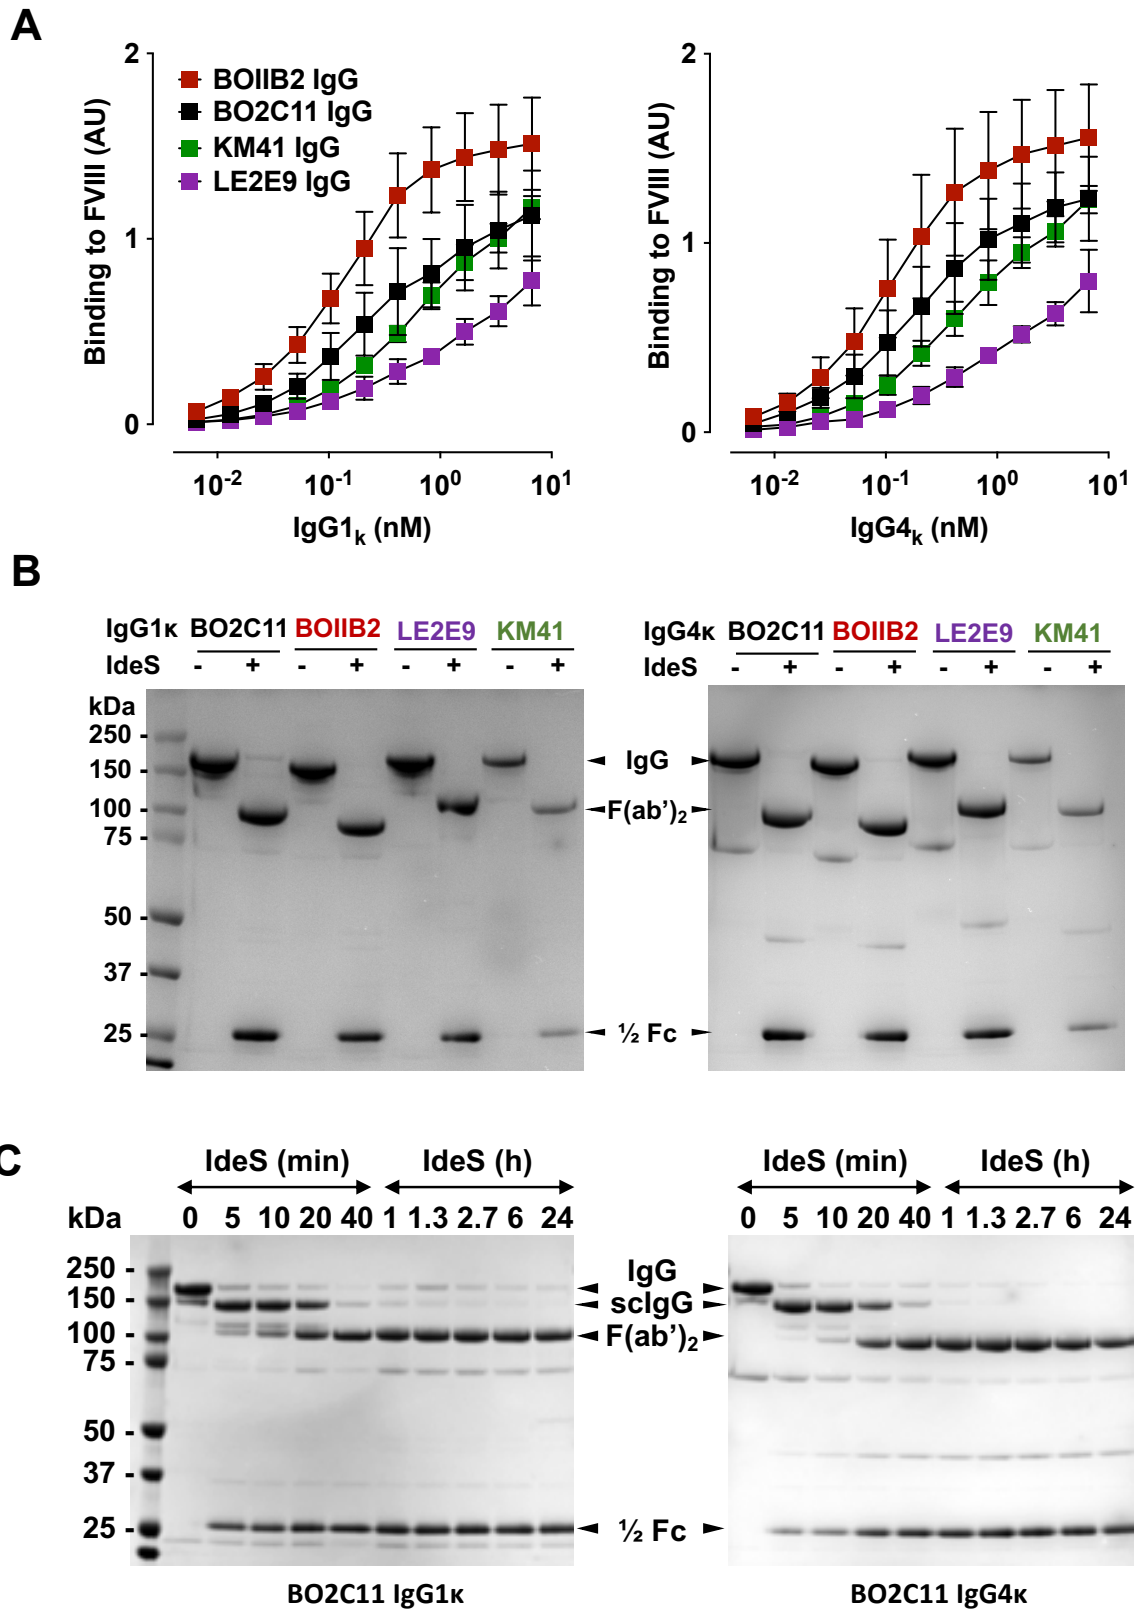 A
2
1
0
Binding to FVIII (AU)
BOIIB2 IgG
BO2C11 IgG
KM41 IgG
LE2E9 IgG
10-2 10-1 100 101
IgG1k (nM)
2
1
0
Binding to FVIII (AU)
10-2 10-1 100 101
IgG4k (nM)
B
IgG1κ BO2C11 BOIIB2 LE2E9 KM41
IdeS - + - + - + - +
kDa
250 -
150 -
100 -
75 -
50 -
37 -
25 -
IgG
F(ab')2
½ Fc
IgG4κ BO2C11 BOIIB2 LE2E9 KM41
IdeS - + - + - + - +
C
IdeS (min) IdeS (h)
kDa 0 5 10 20 40 1 1.3 2.7 6 24
250 -
150 -
100 -
75 -
50 -
37 -
25 -
IgG
scIgG
F(ab')2
½ Fc
BO2C11 IgG1κ
IdeS (min) IdeS (h)
0 5 10 20 40 1 1.3 2.7 6 24
BO2C11 IgG4κ